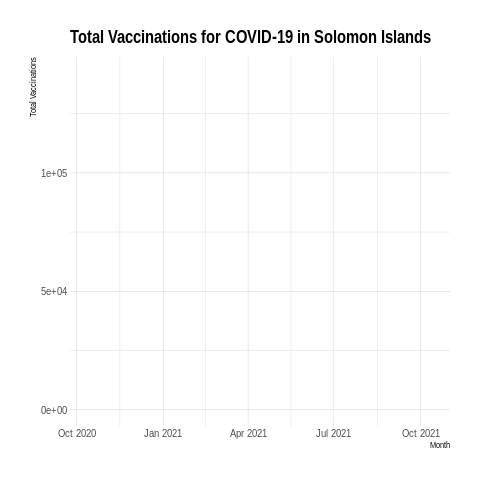 Total Vaccinations for COVID-19 in Solomon Islands
Total Vaccinations
1e+05
5e+04
0e+00
Oct 2020 Jan 2021 Apr 2021 Jul 2021 Oct 2021
Month